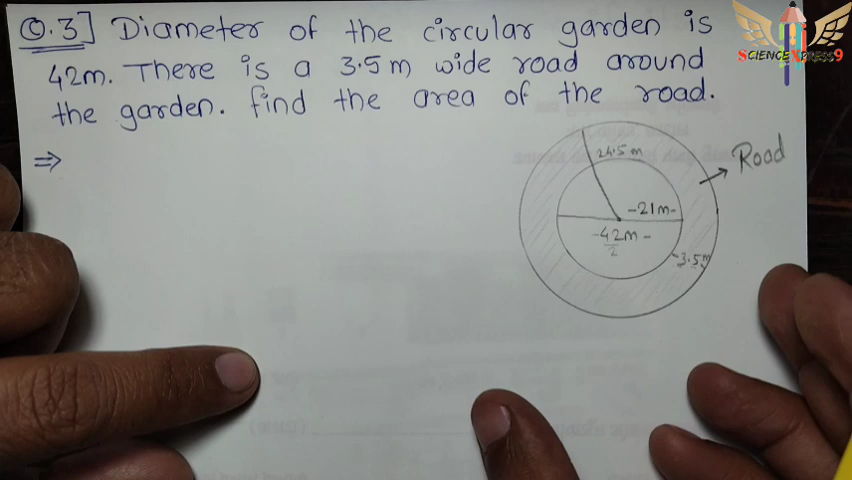 Q.3] Diameter of the circular garden is
42m. There is a 3.5m wide road around
the garden. find the area of the road.
⇒
24.5 m
Road
-21m-
-42m-
2
3.5m
SCIENCEXPRESS9